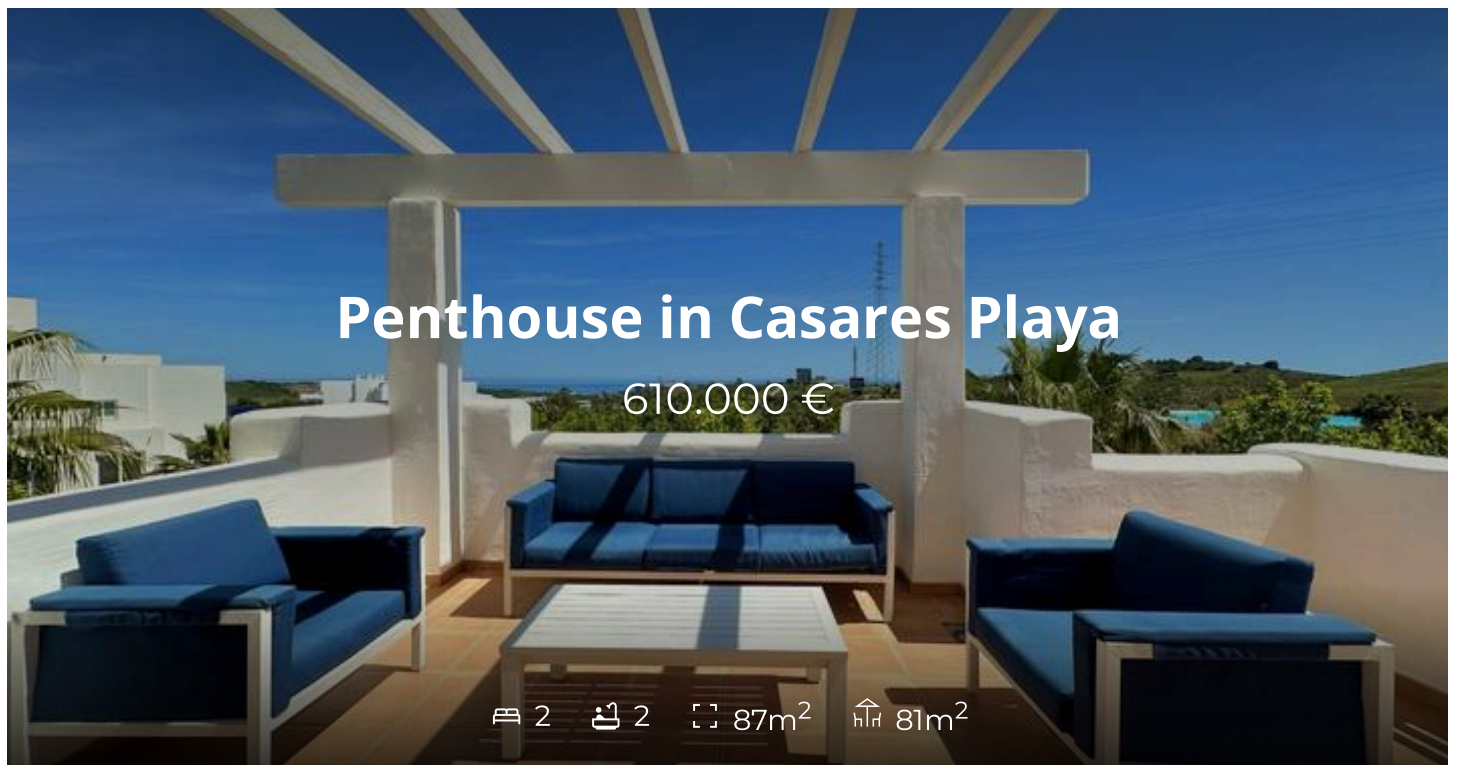 Penthouse in Casares Playa
610.000 €
2 2 87m² 81m²